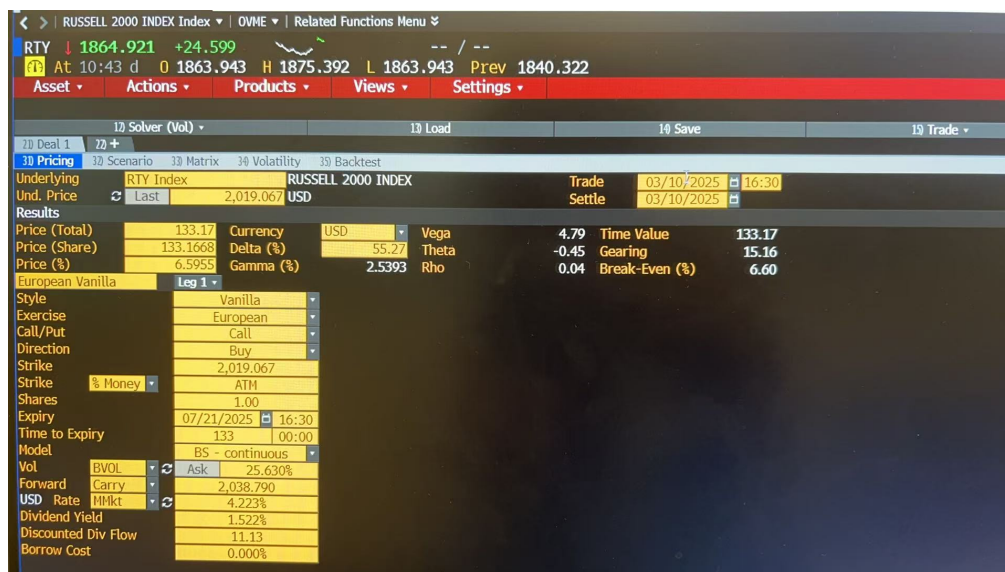 < > | RUSSELL 2000 INDEX Index ▾ | OVME ▾ | Related Functions Menu
RTY ↓ 1864.921 +24.599 -- / --
At 10:43 d O 1863.943 H 1875.392 L 1863.943 Prev 1840.322
Asset ▾ Actions ▾ Products ▾ Views ▾ Settings ▾
12) Solver (Vol) ▾ 13) Load 14) Save 15) Trade ▾
21) Deal 1 22) +
31) Pricing 32) Scenario 33) Matrix 34) Volatility 35) Backtest
Underlying RTY Index RUSSELL 2000 INDEX Trade 03/10/2025 16:30
Und. Price Last 2,019.067 USD Settle 03/10/2025
Results
Price (Total) 133.17 Currency USD Vega 4.79 Time Value 133.17
Price (Share) 133.1668 Delta (%) 55.27 Theta -0.45 Gearing 15.16
Price (%) 6.5955 Gamma (%) 2.5393 Rho 0.04 Break-Even (%) 6.60
European Vanilla Leg 1 ▾
Style Vanilla
Exercise European
Call/Put Call
Direction Buy
Strike 2,019.067
Strike % Money ATM
Shares 1.00
Expiry 07/21/2025 16:30
Time to Expiry 133 00:00
Model BS - continuous
Vol BVOL Ask 25.630%
Forward Carry 2,038.790
USD Rate MMkt 4.223%
Dividend Yield 1.522%
Discounted Div Flow 11.13
Borrow Cost 0.000%